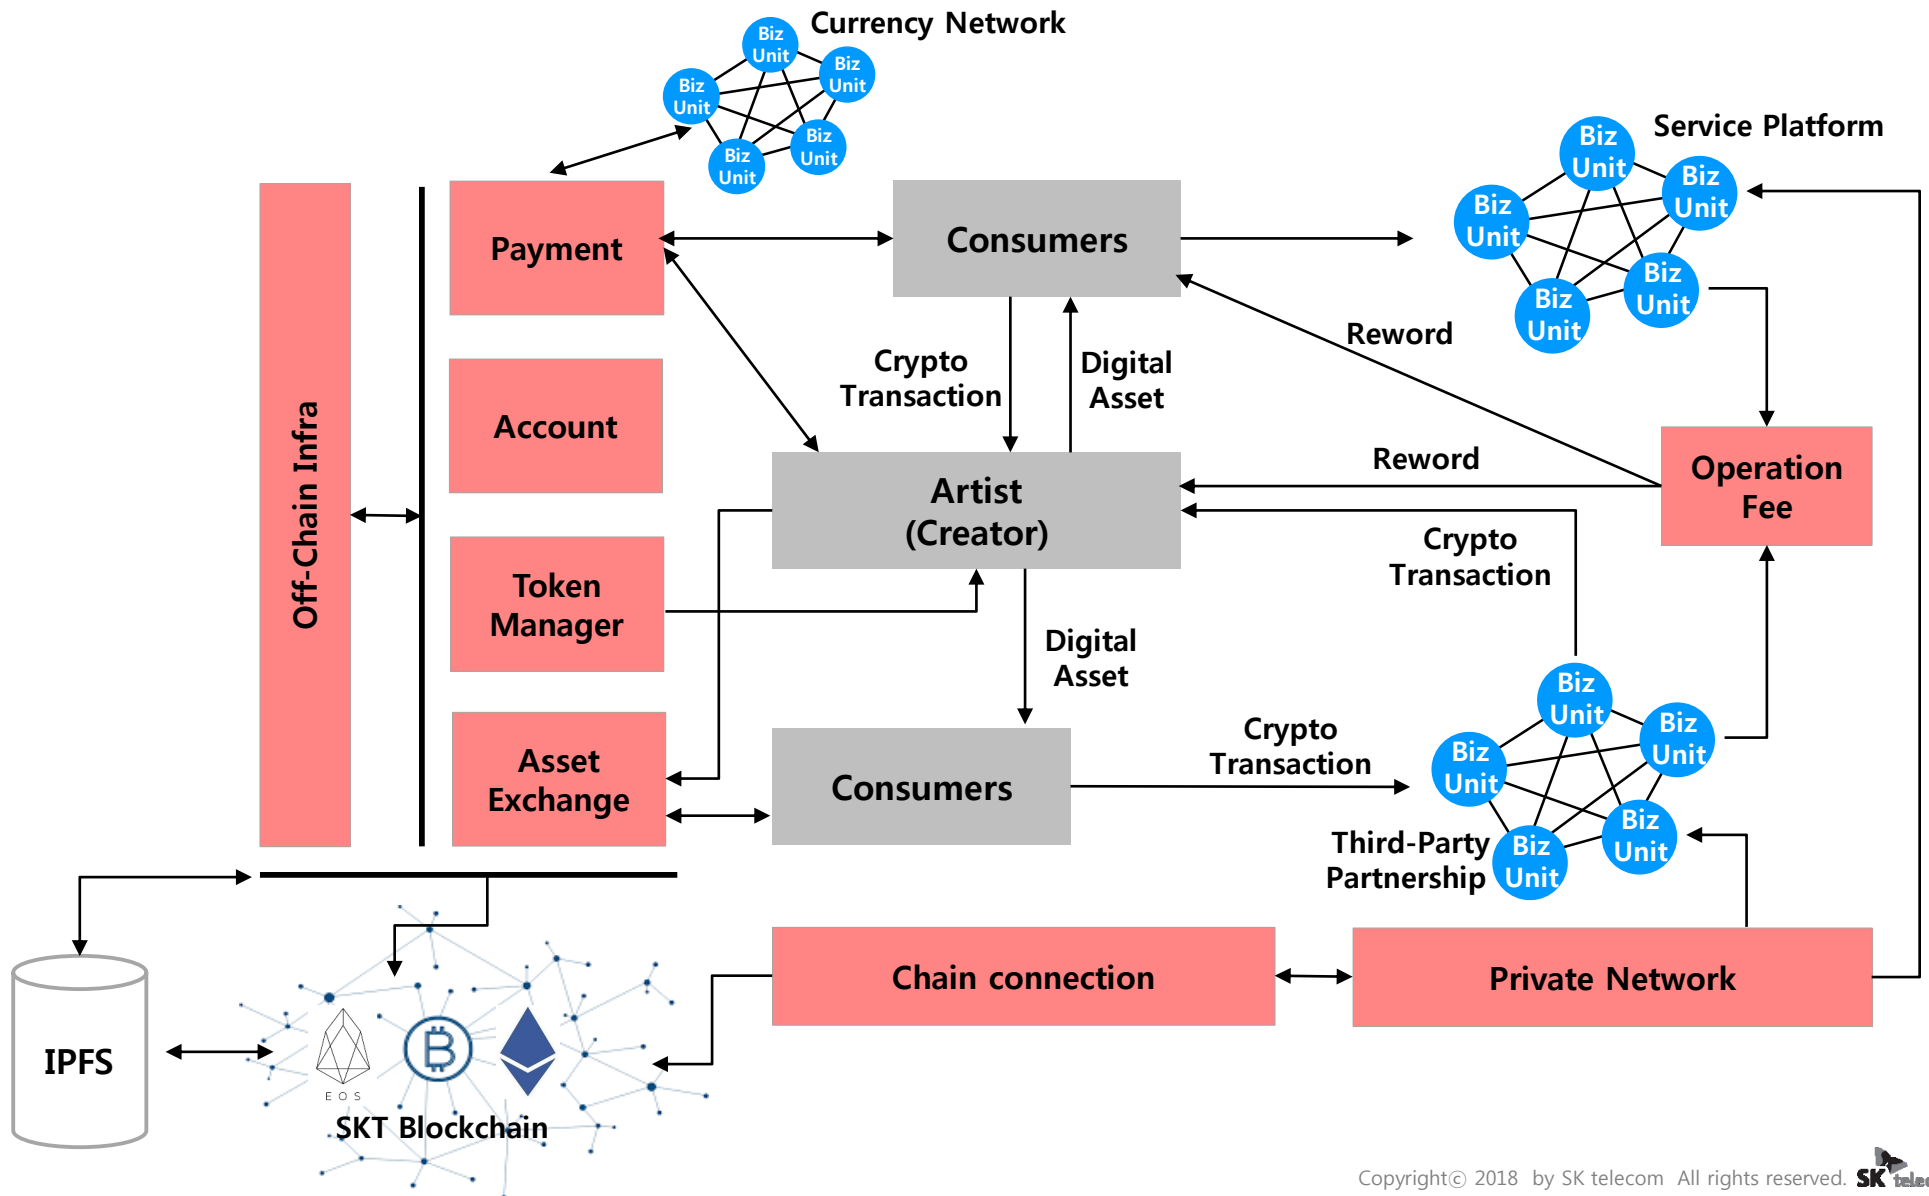 Currency Network
Biz
Unit
Biz
Unit
Biz
Unit
Biz
Unit
Biz
Unit
Service Platform
Biz
Unit
Biz
Unit
Biz
Unit
Biz
Unit
Biz
Unit
Payment
Consumers
Reword
Crypto
Transaction
Digital
Asset
Off-Chain Infra
Account
Artist
(Creator)
Reword
Operation
Fee
Crypto
Transaction
Token
Manager
Digital
Asset
Asset
Exchange
Consumers
Crypto
Transaction
Biz
Unit
Biz
Unit
Biz
Unit
Biz
Unit
Biz
Unit
Third-Party
Partnership
Chain connection
Private Network
IPFS
EOS
SKT Blockchain
Copyright© 2018 by SK telecom All rights reserved.
SK